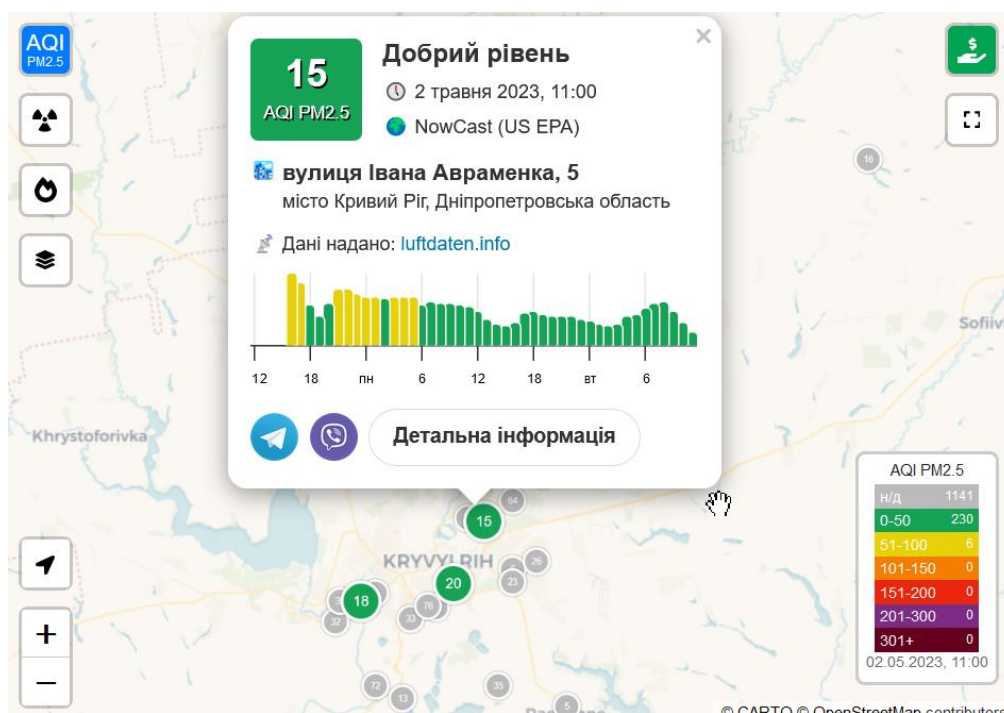 AQI
PM2.5
15
AQI PM2.5
Добрий рівень
2 травня 2023, 11:00
NowCast (US EPA)
вулиця Івана Авраменка, 5
місто Кривий Ріг, Дніпропетровська область
Дані надано: luftdaten.info
12 18 пн 6 12 18 вт 6
Детальна інформація
16
Sofiiv
Khrystoforivka
64
15
KRYVYI RIH
26
23
20
18
32
76
33
72
13
35
5
AQI PM2.5
н/д 1141
0-50 230
51-100 6
101-150 0
151-200 0
201-300 0
301+ 0
02.05.2023, 11:00
+
−
© CARTO © OpenStreetMap contributors